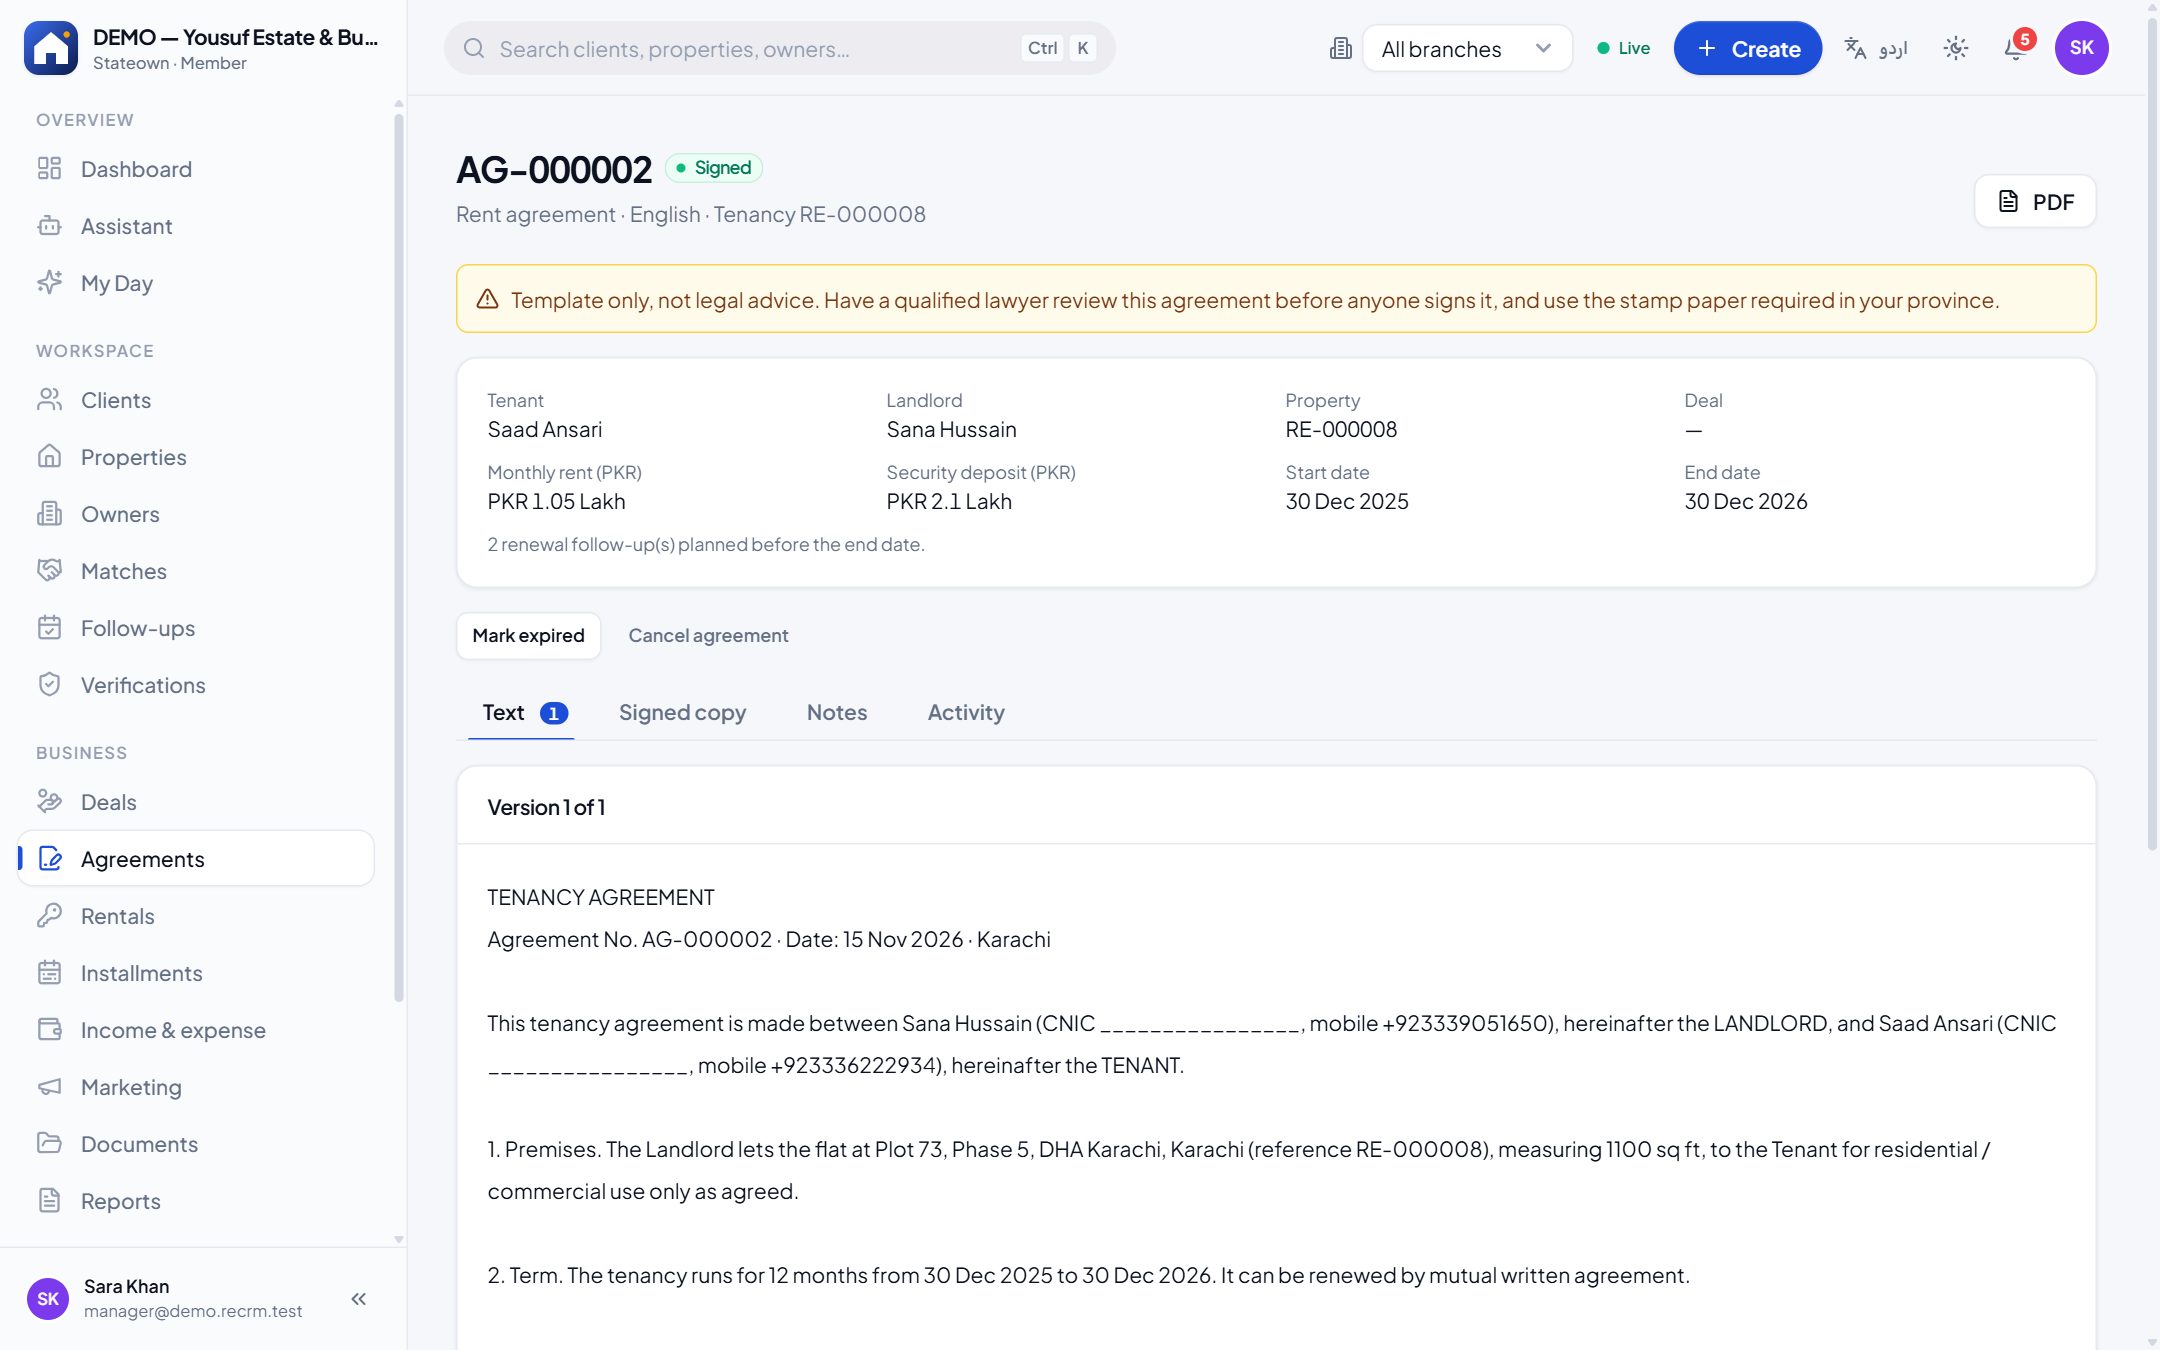 DEMO — Yousuf Estate & Bu...
Stateown · Member
OVERVIEW
Dashboard
Assistant
My Day
WORKSPACE
Clients
Properties
Owners
Matches
Follow-ups
Verifications
BUSINESS
Deals
Agreements
Rentals
Installments
Income & expense
Marketing
Documents
Reports
SK
Sara Khan
manager@demo.recrm.test
Search clients, properties, owners...
Ctrl K
All branches
Live
+ Create
اردو
5
SK
AG-000002
Signed
Rent agreement · English · Tenancy RE-000008
PDF
Template only, not legal advice. Have a qualified lawyer review this agreement before anyone signs it, and use the stamp paper required in your province.
Tenant Landlord Property Deal
Saad Ansari Sana Hussain RE-000008 —
Monthly rent (PKR) Security deposit (PKR) Start date End date
PKR 1.05 Lakh PKR 2.1 Lakh 30 Dec 2025 30 Dec 2026
2 renewal follow-up(s) planned before the end date.
Mark expired Cancel agreement
Text 1 Signed copy Notes Activity
Version 1 of 1
TENANCY AGREEMENT
Agreement No. AG-000002 · Date: 15 Nov 2026 · Karachi
This tenancy agreement is made between Sana Hussain (CNIC ________________, mobile +923339051650), hereinafter the LANDLORD, and Saad Ansari (CNIC
________________, mobile +923336222934), hereinafter the TENANT.
1. Premises. The Landlord lets the flat at Plot 73, Phase 5, DHA Karachi, Karachi (reference RE-000008), measuring 1100 sq ft, to the Tenant for residential /
commercial use only as agreed.
2. Term. The tenancy runs for 12 months from 30 Dec 2025 to 30 Dec 2026. It can be renewed by mutual written agreement.